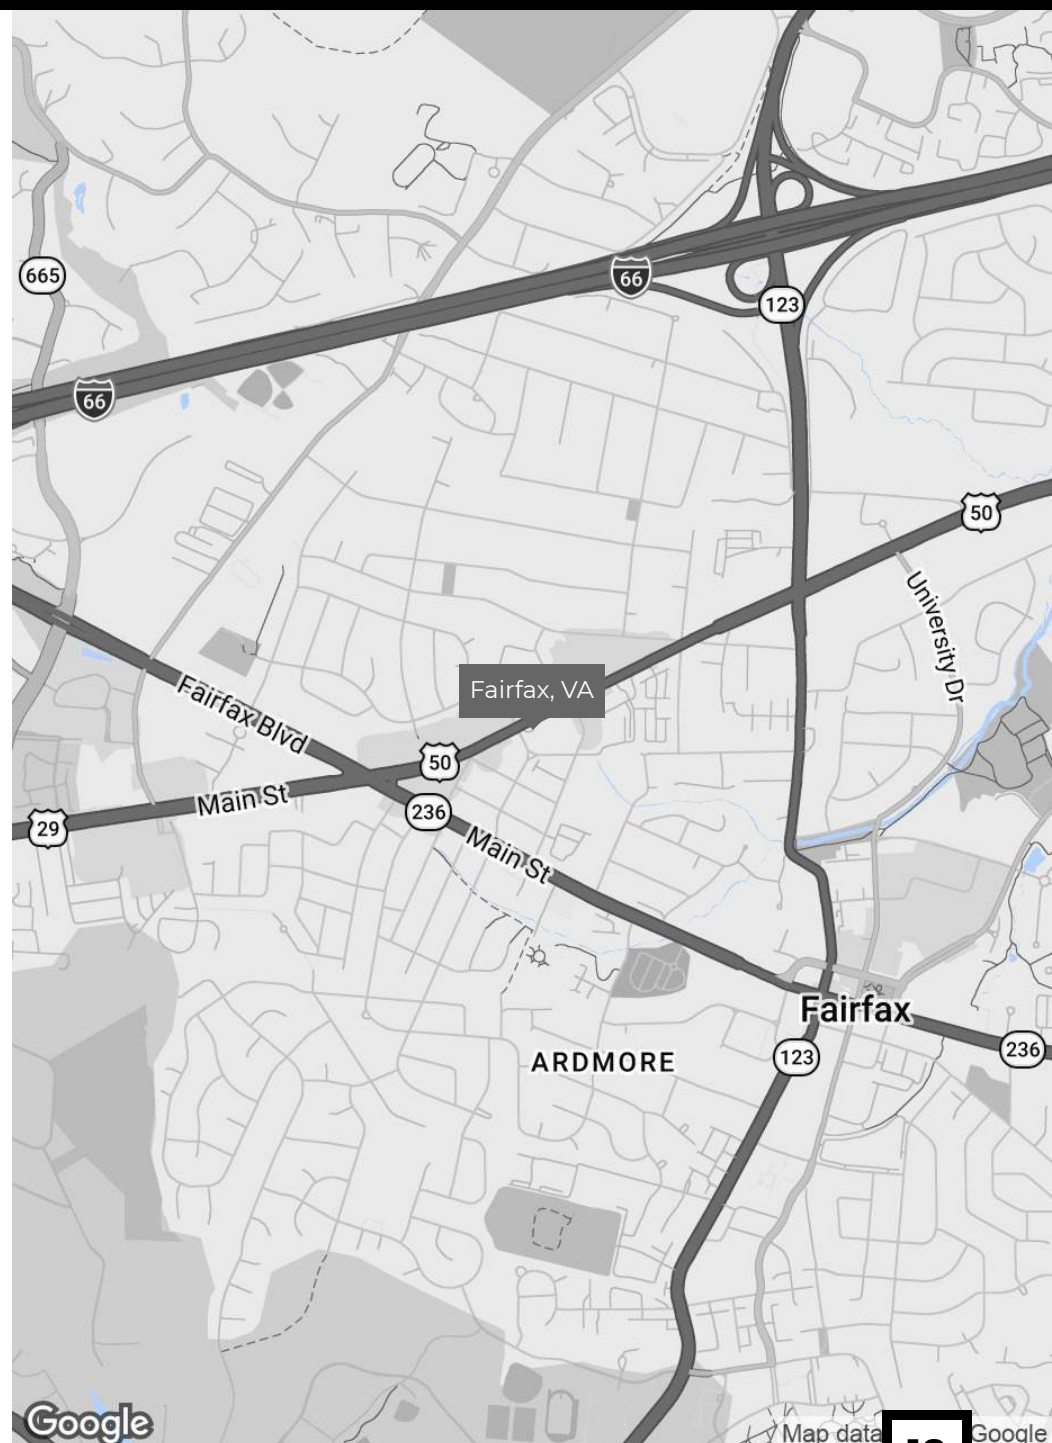 665
66
123
66
50
University Dr
Fairfax, VA
Fairfax Blvd
50
Main St
236
29
Main St
Fairfax
236
123
ARDMORE
Google
Map data
Google